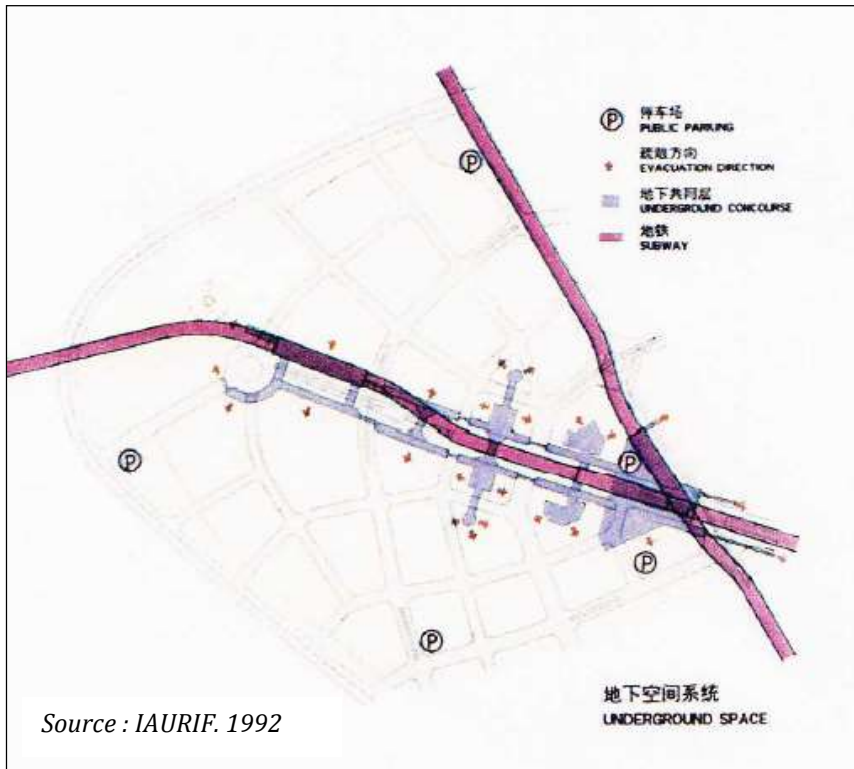 Ⓟ
Ⓟ 停车场
PUBLIC PARKING
疏散方向
EVACUATION DIRECTION
地下共同层
UNDERGROUND CONCOURSE
地铁
SUBWAY
Ⓟ
Ⓟ
Ⓟ
Ⓟ
地下空间系统
UNDERGROUND SPACE
Source : IAURIF. 1992